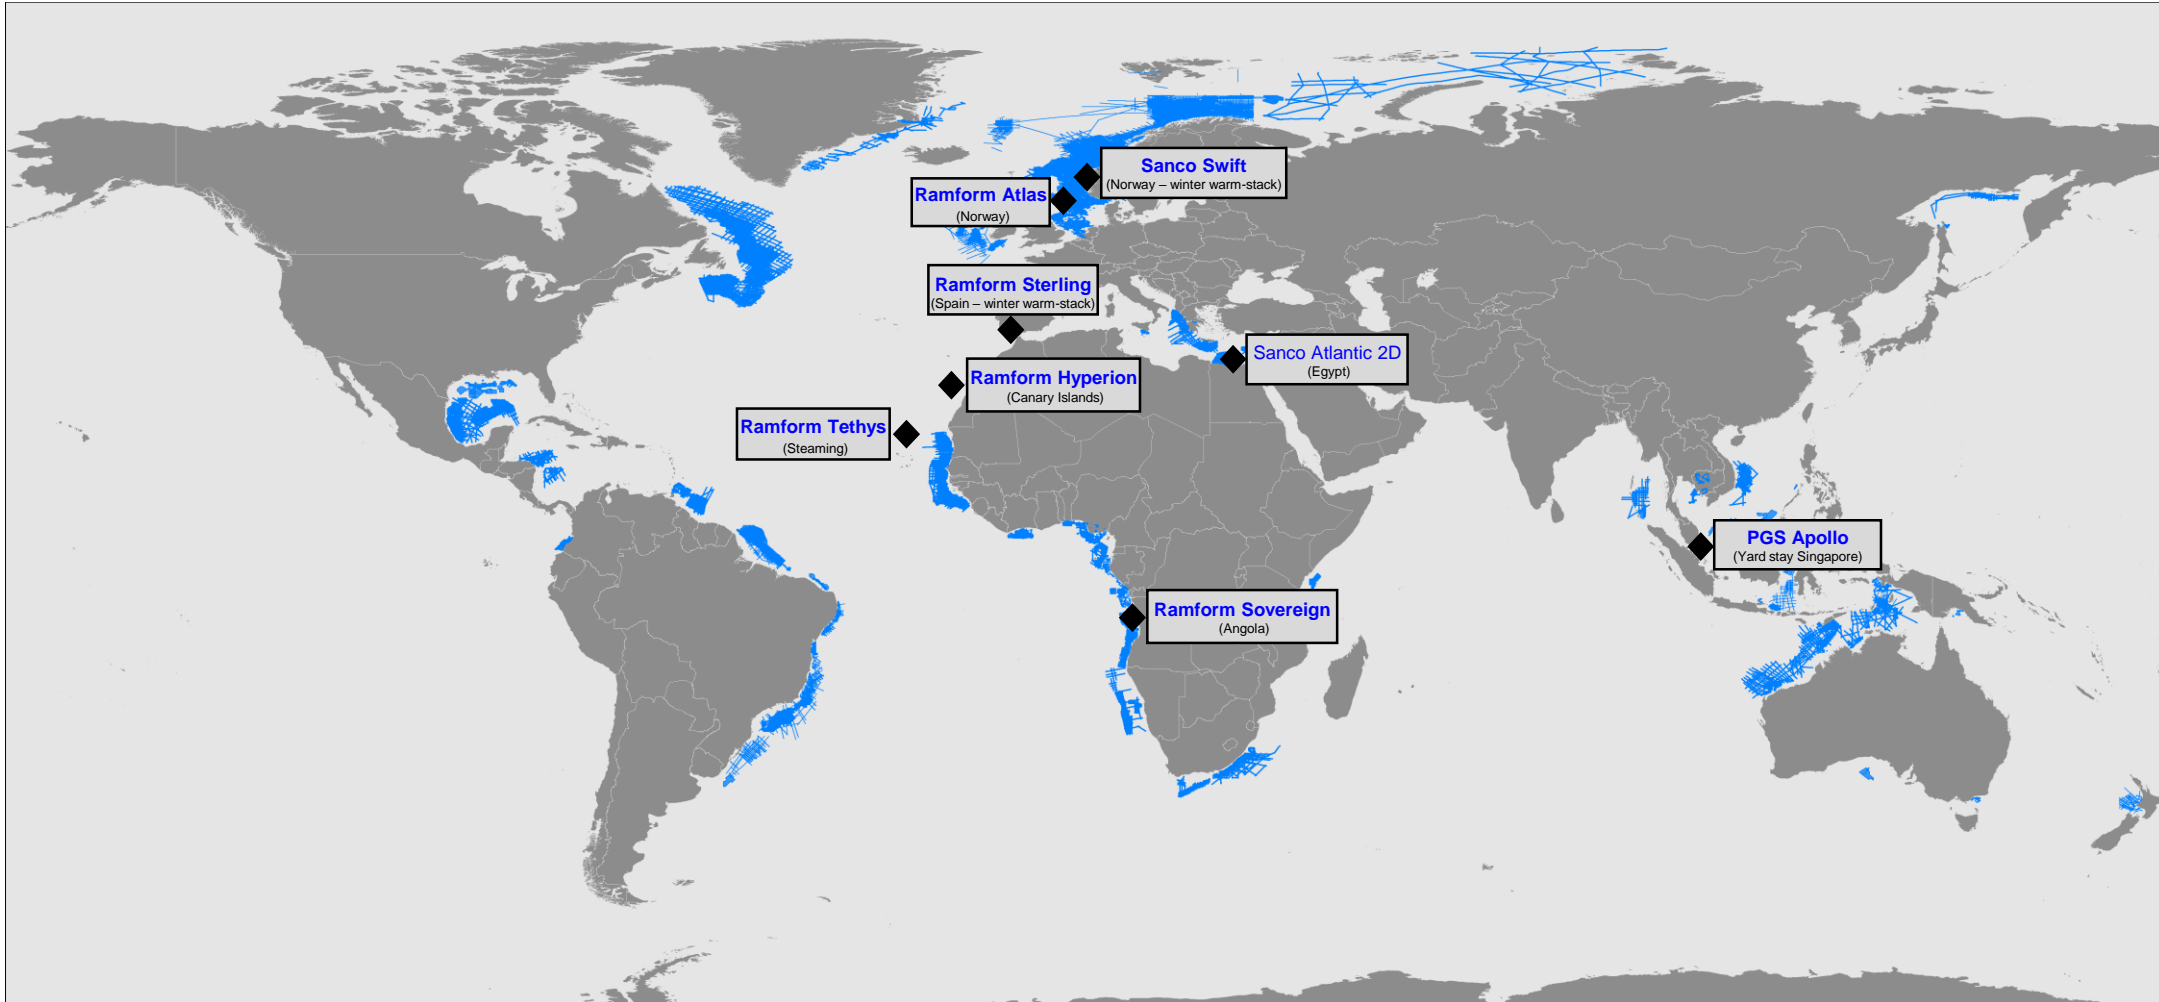 Sanco Swift
(Norway – winter warm-stack)
Ramform Atlas
(Norway)
Ramform Sterling
(Spain – winter warm-stack)
Sanco Atlantic 2D
(Egypt)
Ramform Hyperion
(Canary Islands)
Ramform Tethys
(Steaming)
PGS Apollo
(Yard stay Singapore)
Ramform Sovereign
(Angola)